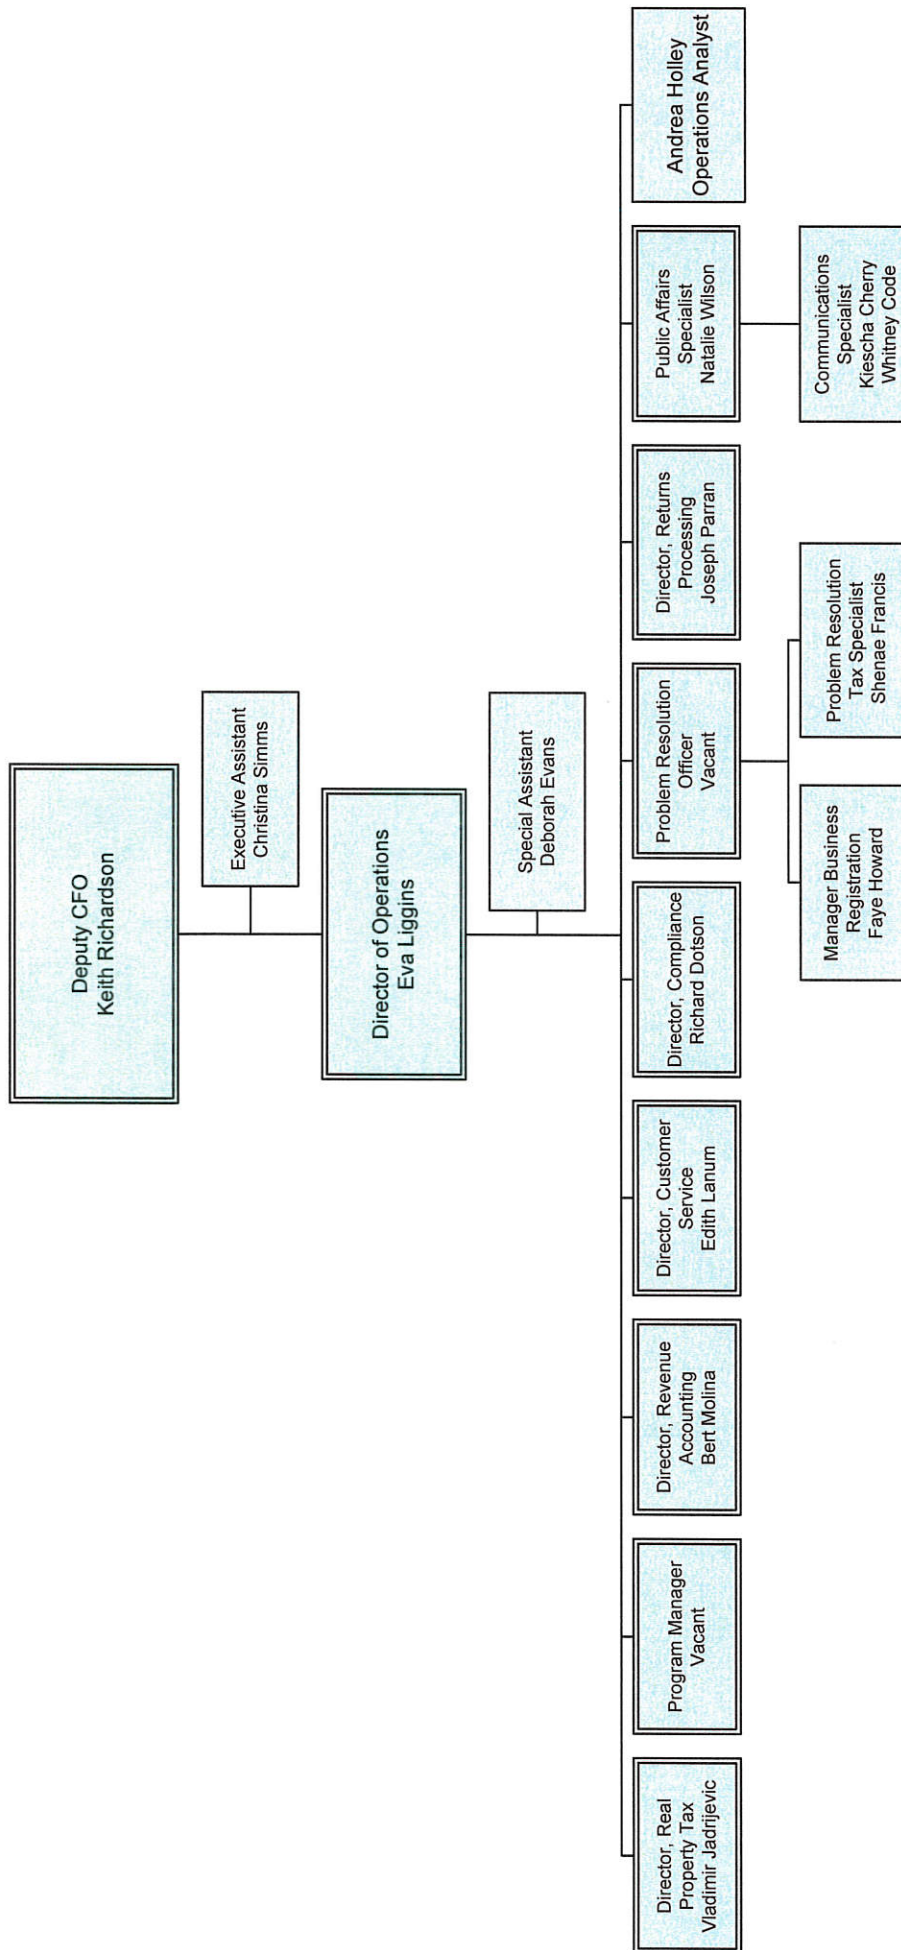 Deputy CFO
Keith Richardson
Executive Assistant
Christina Simms
Director of Operations
Eva Liggins
Special Assistant
Deborah Evans
Director, Real
Property Tax
Vladimir Jadrijevic
Program Manager
Vacant
Director, Revenue
Accounting
Bert Molina
Director, Customer
Service
Edith Lanum
Director, Compliance
Richard Dotson
Problem Resolution
Officer
Vacant
Director, Returns
Processing
Joseph Parran
Public Affairs
Specialist
Natalie Wilson
Andrea Holley
Operations Analyst
Manager Business
Registration
Faye Howard
Problem Resolution
Tax Specialist
Shenae Francis
Communications
Specialist
Kiescha Cherry
Whitney Code